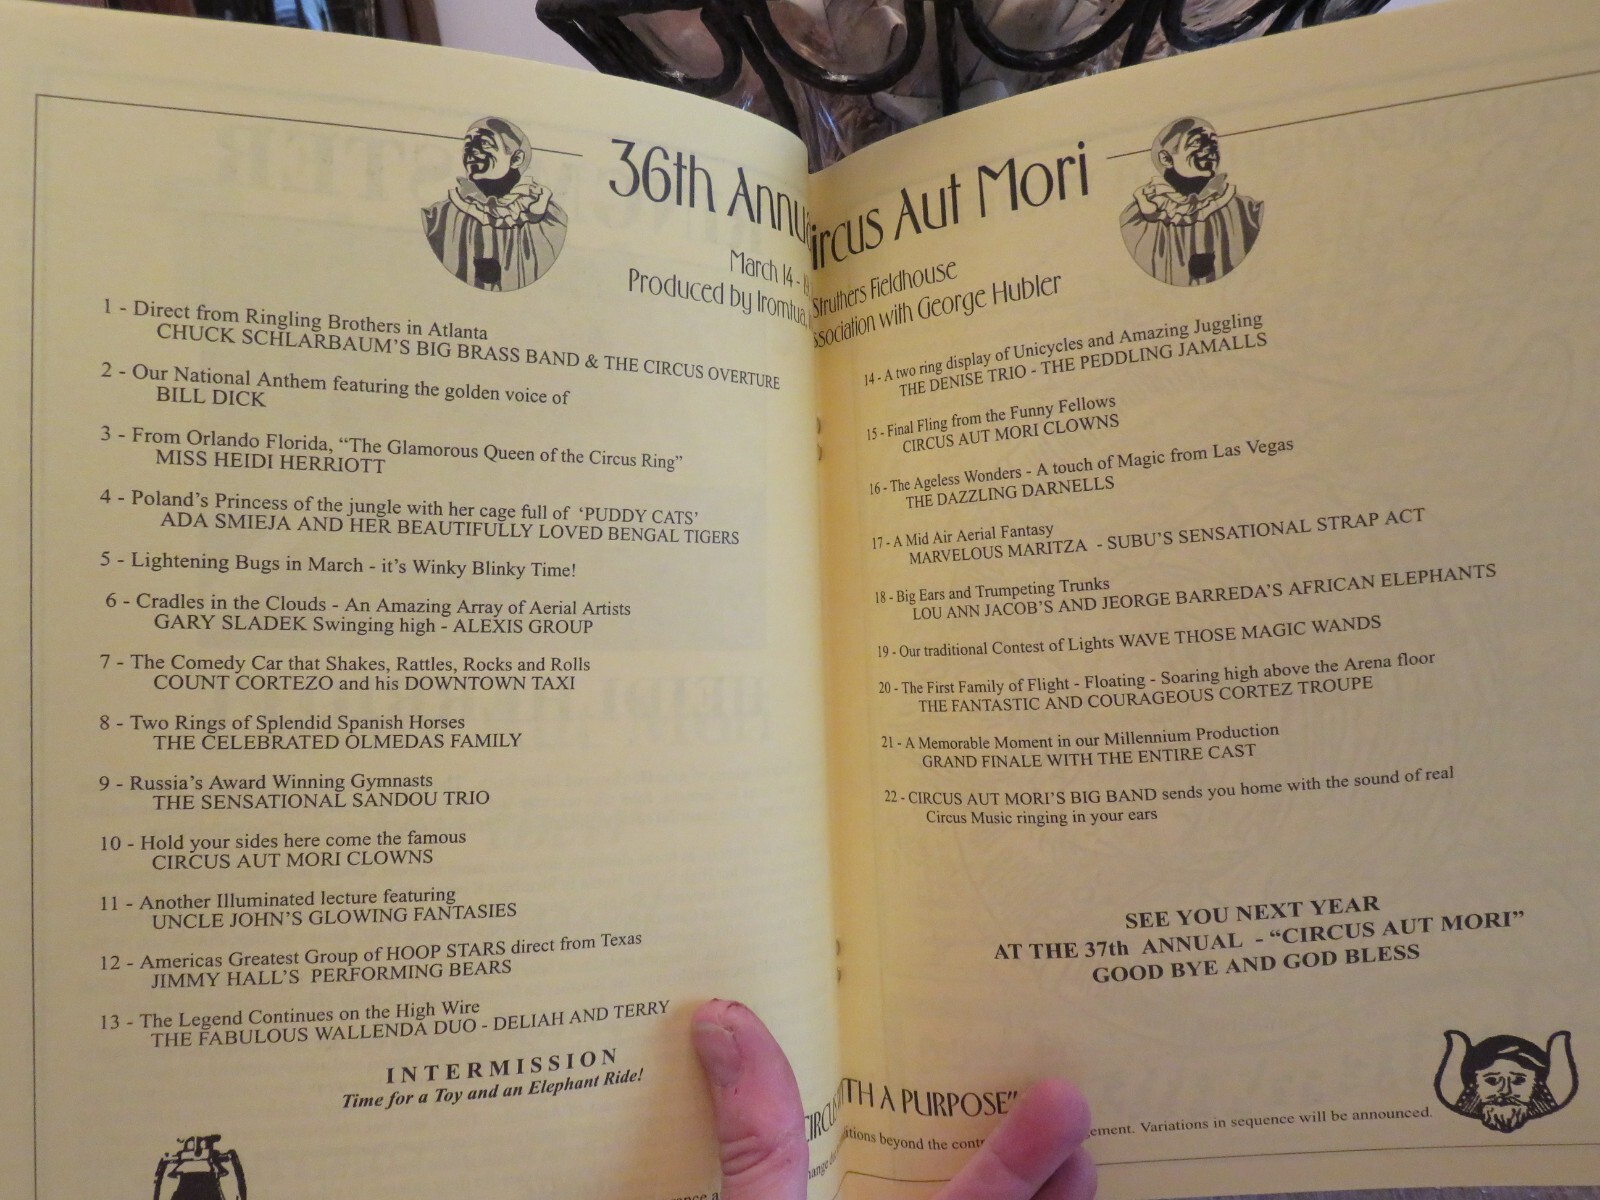 36th Annua ircus Aut Mori
March 14 - Struthers Fieldhouse
Produced by Iromtua, ssociation with George Hubler
1 - Direct from Ringling Brothers in Atlanta
CHUCK SCHLARBAUM'S BIG BRASS BAND & THE CIRCUS OVERTURE
2 - Our National Anthem featuring the golden voice of
BILL DICK
3 - From Orlando Florida, "The Glamorous Queen of the Circus Ring"
MISS HEIDI HERRIOTT
4 - Poland's Princess of the jungle with her cage full of 'PUDDY CATS'
ADA SMIEJA AND HER BEAUTIFULLY LOVED BENGAL TIGERS
5 - Lightening Bugs in March - it's Winky Blinky Time!
6 - Cradles in the Clouds - An Amazing Array of Aerial Artists
GARY SLADEK Swinging high - ALEXIS GROUP
7 - The Comedy Car that Shakes, Rattles, Rocks and Rolls
COUNT CORTEZO and his DOWNTOWN TAXI
8 - Two Rings of Splendid Spanish Horses
THE CELEBRATED OLMEDAS FAMILY
9 - Russia's Award Winning Gymnasts
THE SENSATIONAL SANDOU TRIO
10 - Hold your sides here come the famous
CIRCUS AUT MORI CLOWNS
11 - Another Illuminated lecture featuring
UNCLE JOHN'S GLOWING FANTASIES
12 - Americas Greatest Group of HOOP STARS direct from Texas
JIMMY HALL'S PERFORMING BEARS
13 - The Legend Continues on the High Wire
THE FABULOUS WALLENDA DUO - DELIAH AND TERRY
INTERMISSION
Time for a Toy and an Elephant Ride!
14 - A two ring display of Unicycles and Amazing Juggling
THE DENISE TRIO - THE PEDDLING JAMALLS
15 - Final Fling from the Funny Fellows
CIRCUS AUT MORI CLOWNS
16 - The Ageless Wonders - A touch of Magic from Las Vegas
THE DAZZLING DARNELLS
17 - A Mid Air Aerial Fantasy
MARVELOUS MARITZA - SUBU'S SENSATIONAL STRAP ACT
18 - Big Ears and Trumpeting Trunks
LOU ANN JACOB'S AND JEORGE BARREDA'S AFRICAN ELEPHANTS
19 - Our traditional Contest of Lights WAVE THOSE MAGIC WANDS
20 - The First Family of Flight - Floating - Soaring high above the Arena floor
THE FANTASTIC AND COURAGEOUS CORTEZ TROUPE
21 - A Memorable Moment in our Millennium Production
GRAND FINALE WITH THE ENTIRE CAST
22 - CIRCUS AUT MORI'S BIG BAND sends you home with the sound of real
Circus Music ringing in your ears
SEE YOU NEXT YEAR
AT THE 37th ANNUAL - "CIRCUS AUT MORI"
GOOD BYE AND GOD BLESS
CIRCUS ITH A PURPOSE"
itions beyond the contr gement. Variations in sequence will be announced.